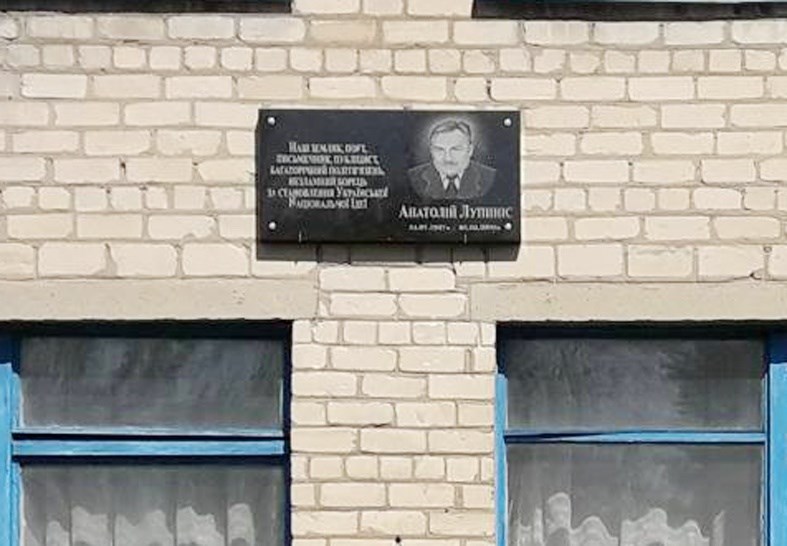 Наш земляк, поет,
письменник, публіцист,
багаторічний політв'язень,
незламний борець
за становлення Української
Національної Ідеї
Анатолій Лупиніс